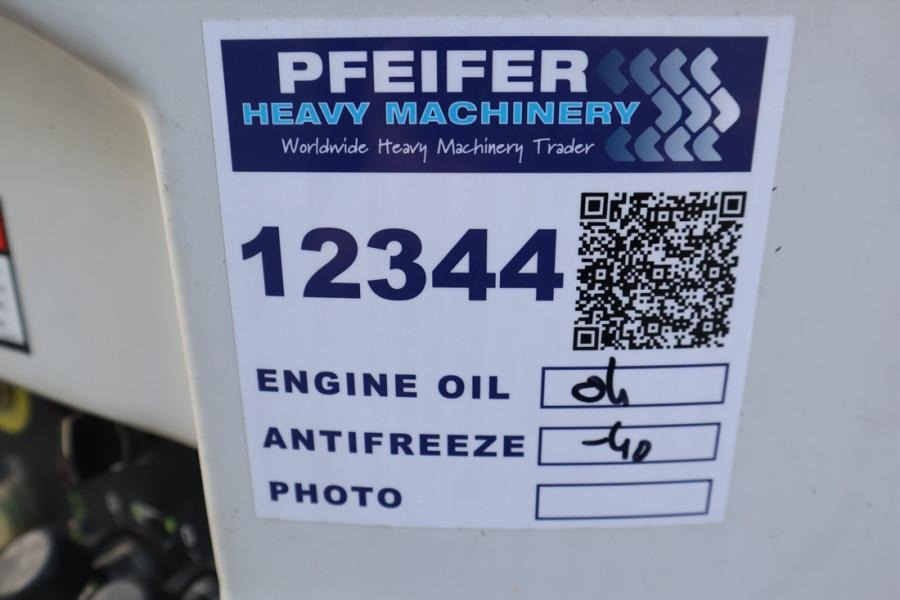 PFEIFER
HEAVY MACHINERY
Worldwide Heavy Machinery Trader
12344
ENGINE OIL ok
ANTIFREEZE -40
PHOTO